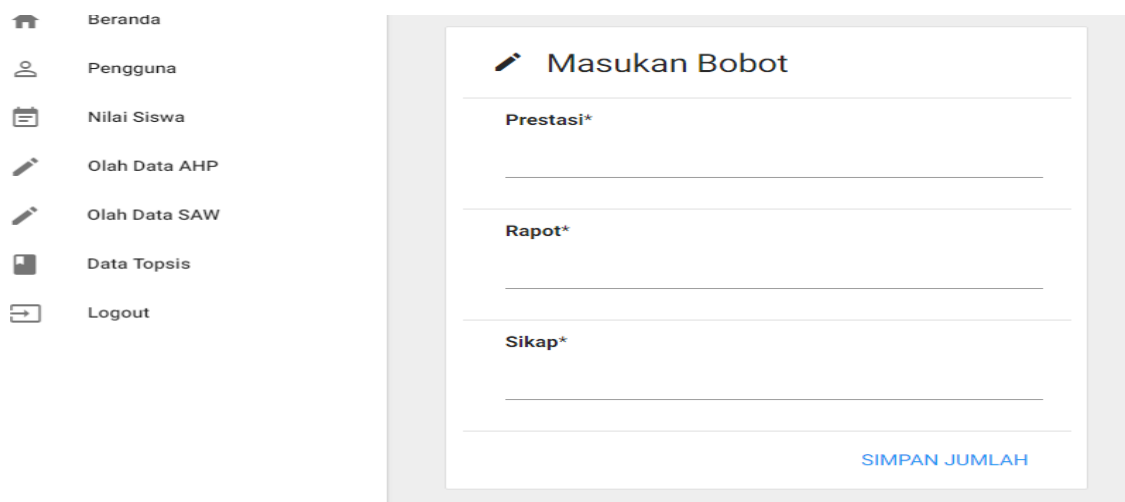 Beranda
Pengguna
Nilai Siswa
Olah Data AHP
Olah Data SAW
Data Topsis
Logout
Masukan Bobot
Prestasi*
Rapot*
Sikap*
SIMPAN JUMLAH